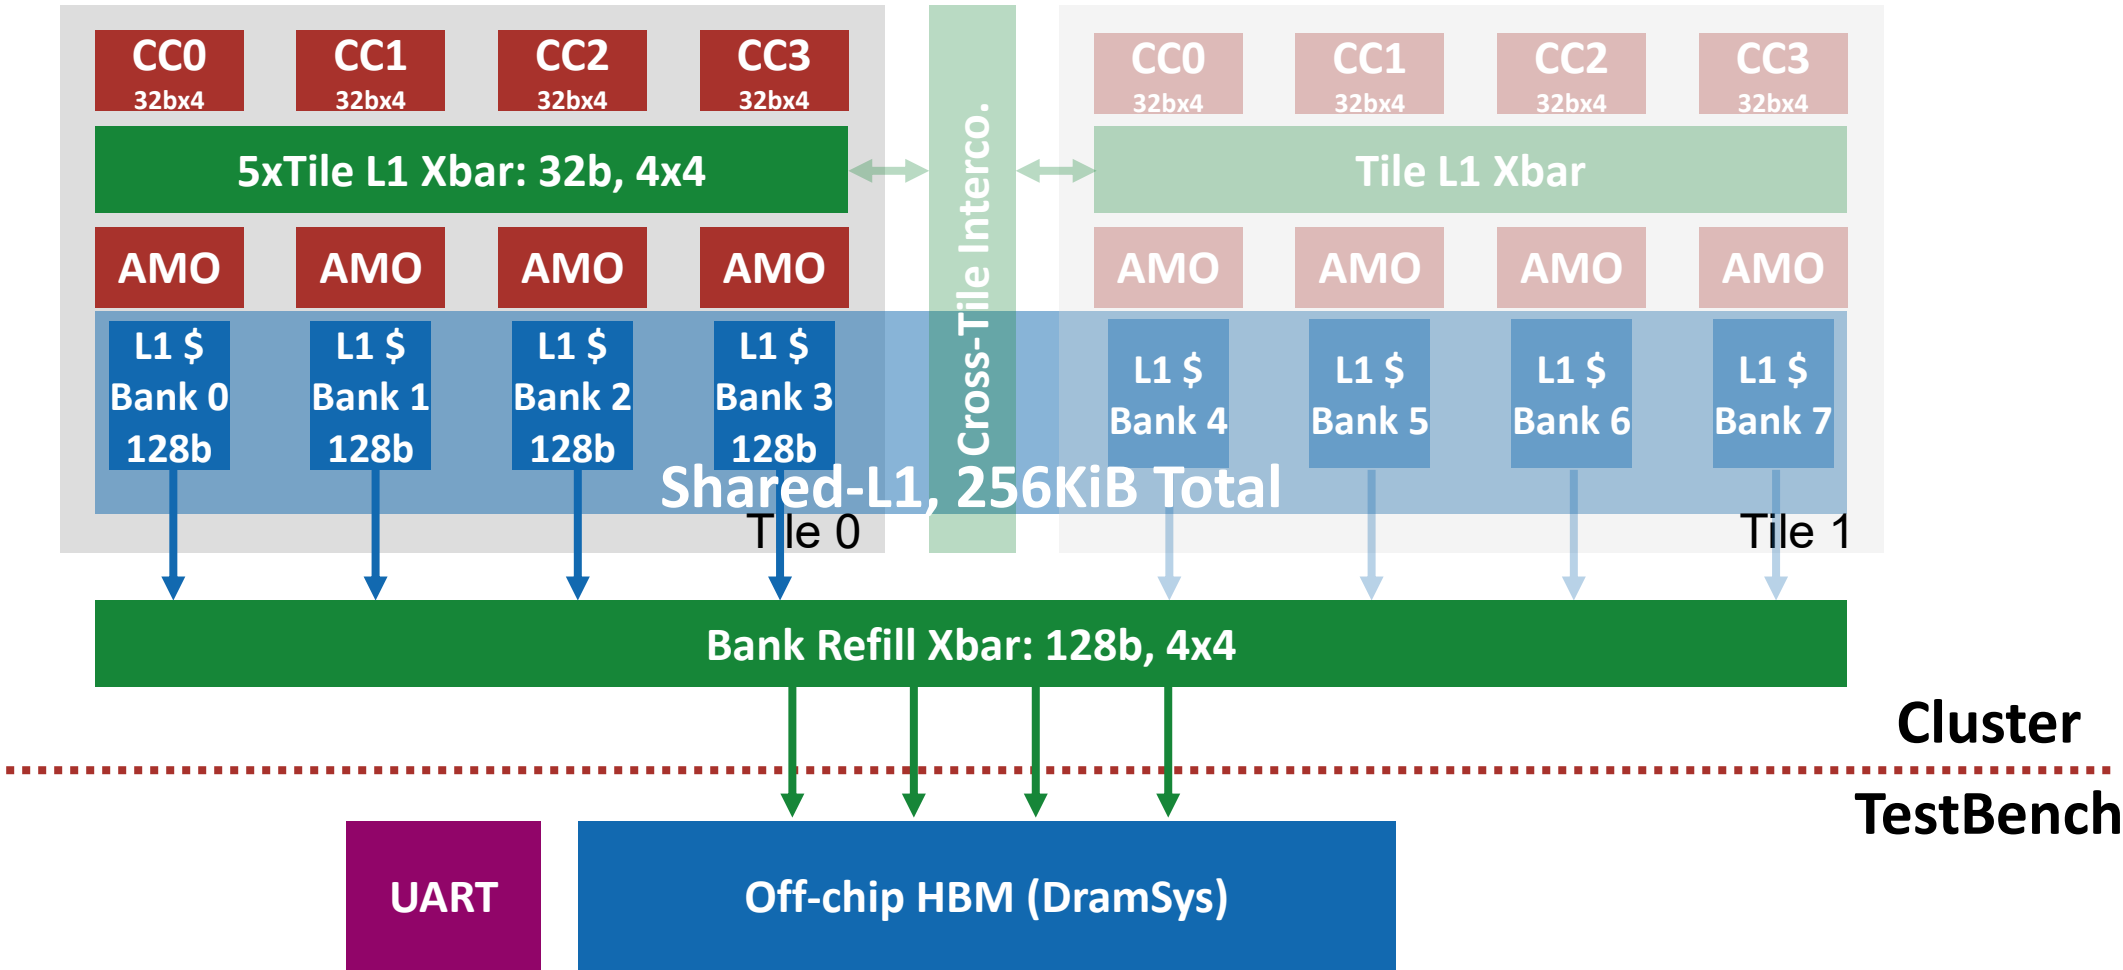 CC0
32bx4
CC1
32bx4
CC2
32bx4
CC3
32bx4
5xTile L1 Xbar: 32b, 4x4
AMO
AMO
AMO
AMO
L1 $
Bank 0
128b
L1 $
Bank 1
128b
L1 $
Bank 2
128b
L1 $
Bank 3
128b
Tile 0
Cross-Tile Interco.
CC0
32bx4
CC1
32bx4
CC2
32bx4
CC3
32bx4
Tile L1 Xbar
AMO
AMO
AMO
AMO
L1 $
Bank 4
L1 $
Bank 5
L1 $
Bank 6
L1 $
Bank 7
Tile 1
Shared-L1, 256KiB Total
Bank Refill Xbar: 128b, 4x4
Cluster
TestBench
UART
Off-chip HBM (DramSys)